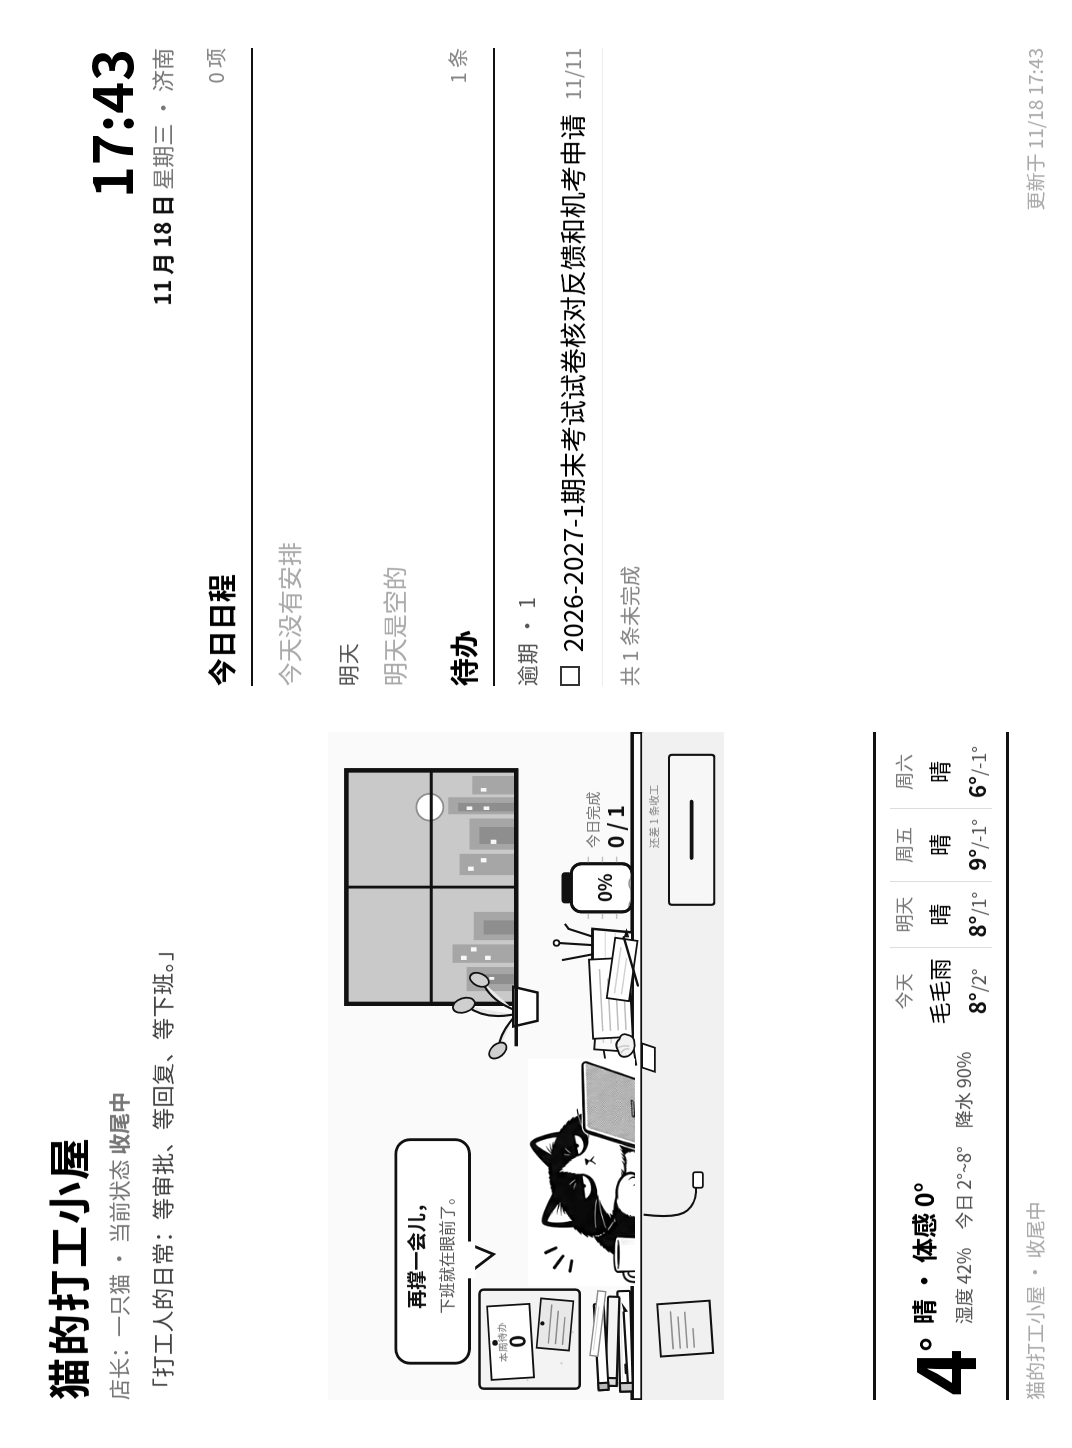 猫的打工小屋
店长：一只猫 · 当前状态 收尾中
「打工人的日常：等审批、等回复、等下班。」
17:43
11 月 18 日 星期三 · 济南
再撑一会儿，
下班就在眼前了。
本周待办
0
0%
今日完成
0 / 1
还差 1 条收工
4° 晴 · 体感 0°
湿度 42% 今日 2°~8° 降水 90%
今天 明天 周五 周六
毛毛雨 晴 晴 晴
8°/2° 8°/1° 9°/-1° 6°/-1°
猫的打工小屋 · 收尾中
今日日程 0 项
今天没有安排
明天
明天是空的
待办 1 条
逾期 · 1
2026-2027-1期末考试试卷核对反馈和机考申请 11/11
共 1 条未完成
更新于 11/18 17:43